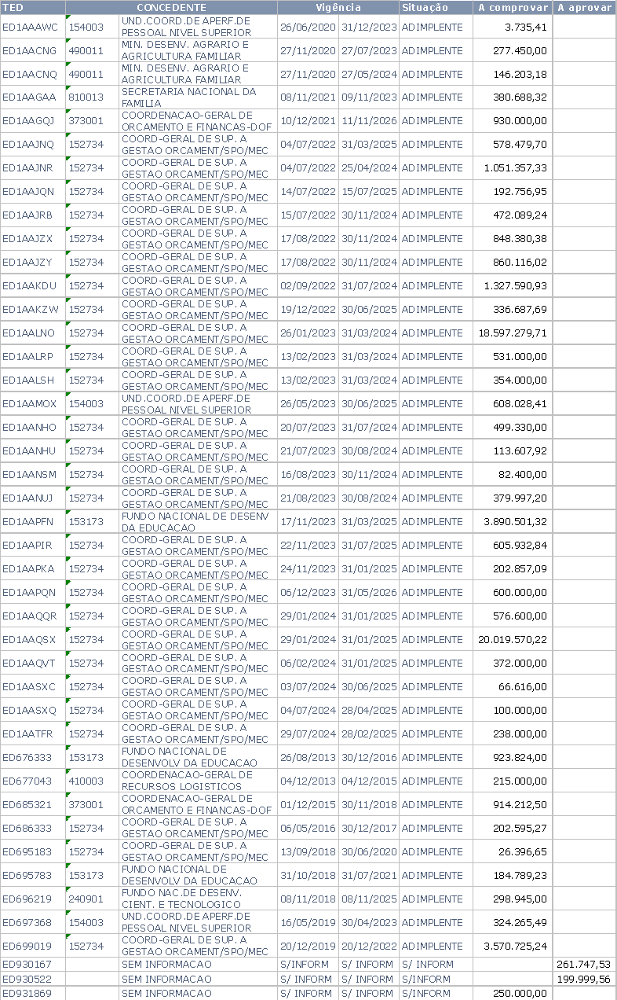 TED CONCEDENTE Vigência Situação A comprovar A aprovar
ED1AAAWC 154003 UND.COORD.DE APERF.DE PESSOAL NIVEL SUPERIOR 26/06/2020 31/12/2023 ADIMPLENTE 3.735,41
ED1AACNG 490011 MIN. DESENV. AGRARIO E AGRICULTURA FAMILIAR 27/11/2020 27/07/2023 ADIMPLENTE 277.450,00
ED1AACNQ 490011 MIN. DESENV. AGRARIO E AGRICULTURA FAMILIAR 27/11/2020 27/05/2024 ADIMPLENTE 146.203,18
ED1AAGAA 810013 SECRETARIA NACIONAL DA FAMILIA 08/11/2021 09/11/2023 ADIMPLENTE 380.688,32
ED1AAGQJ 373001 COORDENACAO-GERAL DE ORCAMENTO E FINANCAS-DOF 10/12/2021 11/11/2026 ADIMPLENTE 930.000,00
ED1AAJNQ 152734 COORD-GERAL DE SUP. A GESTAO ORCAMENT/SPO/MEC 04/07/2022 31/03/2025 ADIMPLENTE 578.479,70
ED1AAJNR 152734 COORD-GERAL DE SUP. A GESTAO ORCAMENT/SPO/MEC 04/07/2022 25/04/2024 ADIMPLENTE 1.051.357,33
ED1AAJQN 152734 COORD-GERAL DE SUP. A GESTAO ORCAMENT/SPO/MEC 14/07/2022 15/07/2025 ADIMPLENTE 192.756,95
ED1AAJRB 152734 COORD-GERAL DE SUP. A GESTAO ORCAMENT/SPO/MEC 15/07/2022 30/11/2024 ADIMPLENTE 472.089,24
ED1AAJZX 152734 COORD-GERAL DE SUP. A GESTAO ORCAMENT/SPO/MEC 17/08/2022 30/11/2024 ADIMPLENTE 848.380,38
ED1AAJZY 152734 COORD-GERAL DE SUP. A GESTAO ORCAMENT/SPO/MEC 17/08/2022 30/11/2024 ADIMPLENTE 860.116,02
ED1AAKDU 152734 COORD-GERAL DE SUP. A GESTAO ORCAMENT/SPO/MEC 02/09/2022 31/07/2024 ADIMPLENTE 1.327.590,93
ED1AAKZW 152734 COORD-GERAL DE SUP. A GESTAO ORCAMENT/SPO/MEC 19/12/2022 30/06/2025 ADIMPLENTE 336.687,69
ED1AALNO 152734 COORD-GERAL DE SUP. A GESTAO ORCAMENT/SPO/MEC 26/01/2023 31/03/2024 ADIMPLENTE 18.597.279,71
ED1AALRP 152734 COORD-GERAL DE SUP. A GESTAO ORCAMENT/SPO/MEC 13/02/2023 31/03/2024 ADIMPLENTE 531.000,00
ED1AALSH 152734 COORD-GERAL DE SUP. A GESTAO ORCAMENT/SPO/MEC 13/02/2023 31/03/2024 ADIMPLENTE 354.000,00
ED1AAMOX 154003 UND.COORD.DE APERF.DE PESSOAL NIVEL SUPERIOR 26/05/2023 30/06/2025 ADIMPLENTE 608.028,41
ED1AANHO 152734 COORD-GERAL DE SUP. A GESTAO ORCAMENT/SPO/MEC 20/07/2023 31/07/2024 ADIMPLENTE 499.330,00
ED1AANHU 152734 COORD-GERAL DE SUP. A GESTAO ORCAMENT/SPO/MEC 21/07/2023 30/08/2024 ADIMPLENTE 113.607,92
ED1AANSM 152734 COORD-GERAL DE SUP. A GESTAO ORCAMENT/SPO/MEC 16/08/2023 30/11/2024 ADIMPLENTE 82.400,00
ED1AANUJ 152734 COORD-GERAL DE SUP. A GESTAO ORCAMENT/SPO/MEC 21/08/2023 30/08/2024 ADIMPLENTE 379.997,20
ED1AAPFN 153173 FUNDO NACIONAL DE DESENV DA EDUCACAO 17/11/2023 31/03/2025 ADIMPLENTE 3.890.501,32
ED1AAPIR 152734 COORD-GERAL DE SUP. A GESTAO ORCAMENT/SPO/MEC 22/11/2023 31/07/2025 ADIMPLENTE 605.932,84
ED1AAPKA 152734 COORD-GERAL DE SUP. A GESTAO ORCAMENT/SPO/MEC 24/11/2023 31/01/2025 ADIMPLENTE 202.857,09
ED1AAPQN 152734 COORD-GERAL DE SUP. A GESTAO ORCAMENT/SPO/MEC 06/12/2023 31/05/2026 ADIMPLENTE 600.000,00
ED1AAQQR 152734 COORD-GERAL DE SUP. A GESTAO ORCAMENT/SPO/MEC 29/01/2024 31/01/2025 ADIMPLENTE 576.600,00
ED1AAQSX 152734 COORD-GERAL DE SUP. A GESTAO ORCAMENT/SPO/MEC 29/01/2024 31/01/2025 ADIMPLENTE 20.019.570,22
ED1AAQVT 152734 COORD-GERAL DE SUP. A GESTAO ORCAMENT/SPO/MEC 06/02/2024 31/01/2025 ADIMPLENTE 372.000,00
ED1AASXC 152734 COORD-GERAL DE SUP. A GESTAO ORCAMENT/SPO/MEC 03/07/2024 30/06/2025 ADIMPLENTE 66.616,00
ED1AASXQ 152734 COORD-GERAL DE SUP. A GESTAO ORCAMENT/SPO/MEC 04/07/2024 28/04/2025 ADIMPLENTE 100.000,00
ED1AATFR 152734 COORD-GERAL DE SUP. A GESTAO ORCAMENT/SPO/MEC 29/07/2024 28/02/2025 ADIMPLENTE 238.000,00
ED676333 153173 FUNDO NACIONAL DE DESENVOLV DA EDUCACAO 26/08/2013 30/12/2016 ADIMPLENTE 923.824,00
ED677043 410003 COORDENACAO-GERAL DE RECURSOS LOGISTICOS 04/12/2013 04/12/2015 ADIMPLENTE 215.000,00
ED685321 373001 COORDENACAO-GERAL DE ORCAMENTO E FINANCAS-DOF 01/12/2015 30/11/2018 ADIMPLENTE 914.212,50
ED686333 152734 COORD-GERAL DE SUP. A GESTAO ORCAMENT/SPO/MEC 06/05/2016 30/12/2017 ADIMPLENTE 202.595,27
ED695183 152734 COORD-GERAL DE SUP. A GESTAO ORCAMENT/SPO/MEC 13/09/2018 30/06/2020 ADIMPLENTE 26.396,65
ED695783 153173 FUNDO NACIONAL DE DESENVOLV DA EDUCACAO 31/10/2018 31/07/2021 ADIMPLENTE 184.789,23
ED696219 240901 FUNDO NAC.DE DESENV. CIENT. E TECNOLOGICO 08/11/2018 08/11/2025 ADIMPLENTE 298.945,00
ED697368 154003 UND.COORD.DE APERF.DE PESSOAL NIVEL SUPERIOR 16/05/2019 30/04/2023 ADIMPLENTE 324.265,49
ED699019 152734 COORD-GERAL DE SUP. A GESTAO ORCAMENT/SPO/MEC 20/12/2019 20/12/2022 ADIMPLENTE 3.570.725,24
ED930167 SEM INFORMACAO S/INFORM S/ INFORM S/ INFORM 261.747,53
ED930522 SEM INFORMACAO S/ INFORM S/ INFORM S/INFORM 199.999,56
ED931869 SEM INFORMACAO S/ INFORM S/ INFORM S/ INFORM 250.000,00